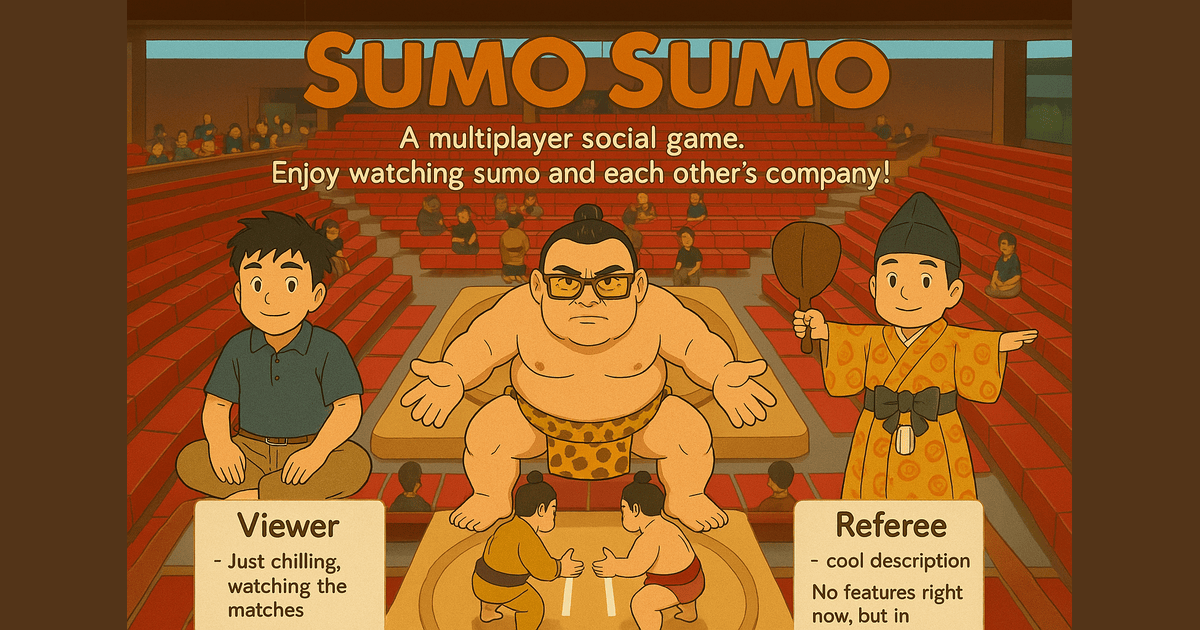 SUMO SUMO
A multiplayer social game.
Enjoy watching sumo and each other's company!
Viewer
- Just chilling,
watching the
matches
Referee
- cool description
No features right
now, but in